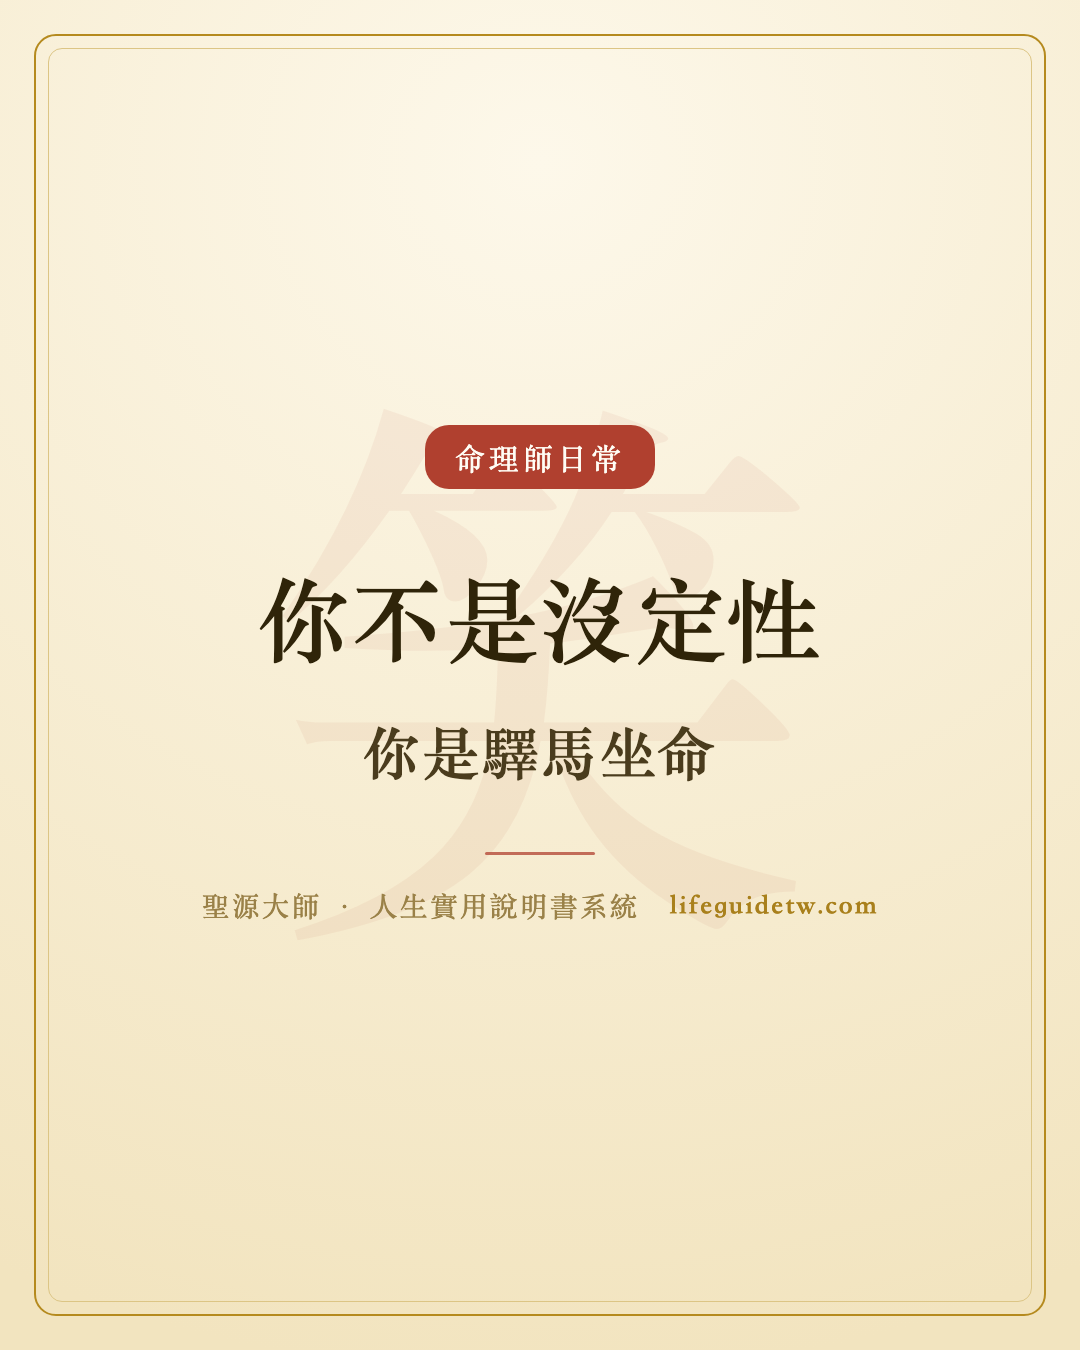 命理師日常
笑
你不是沒定性
你是驛馬坐命
聖源大師 · 人生實用說明書系統 lifeguidetw.com